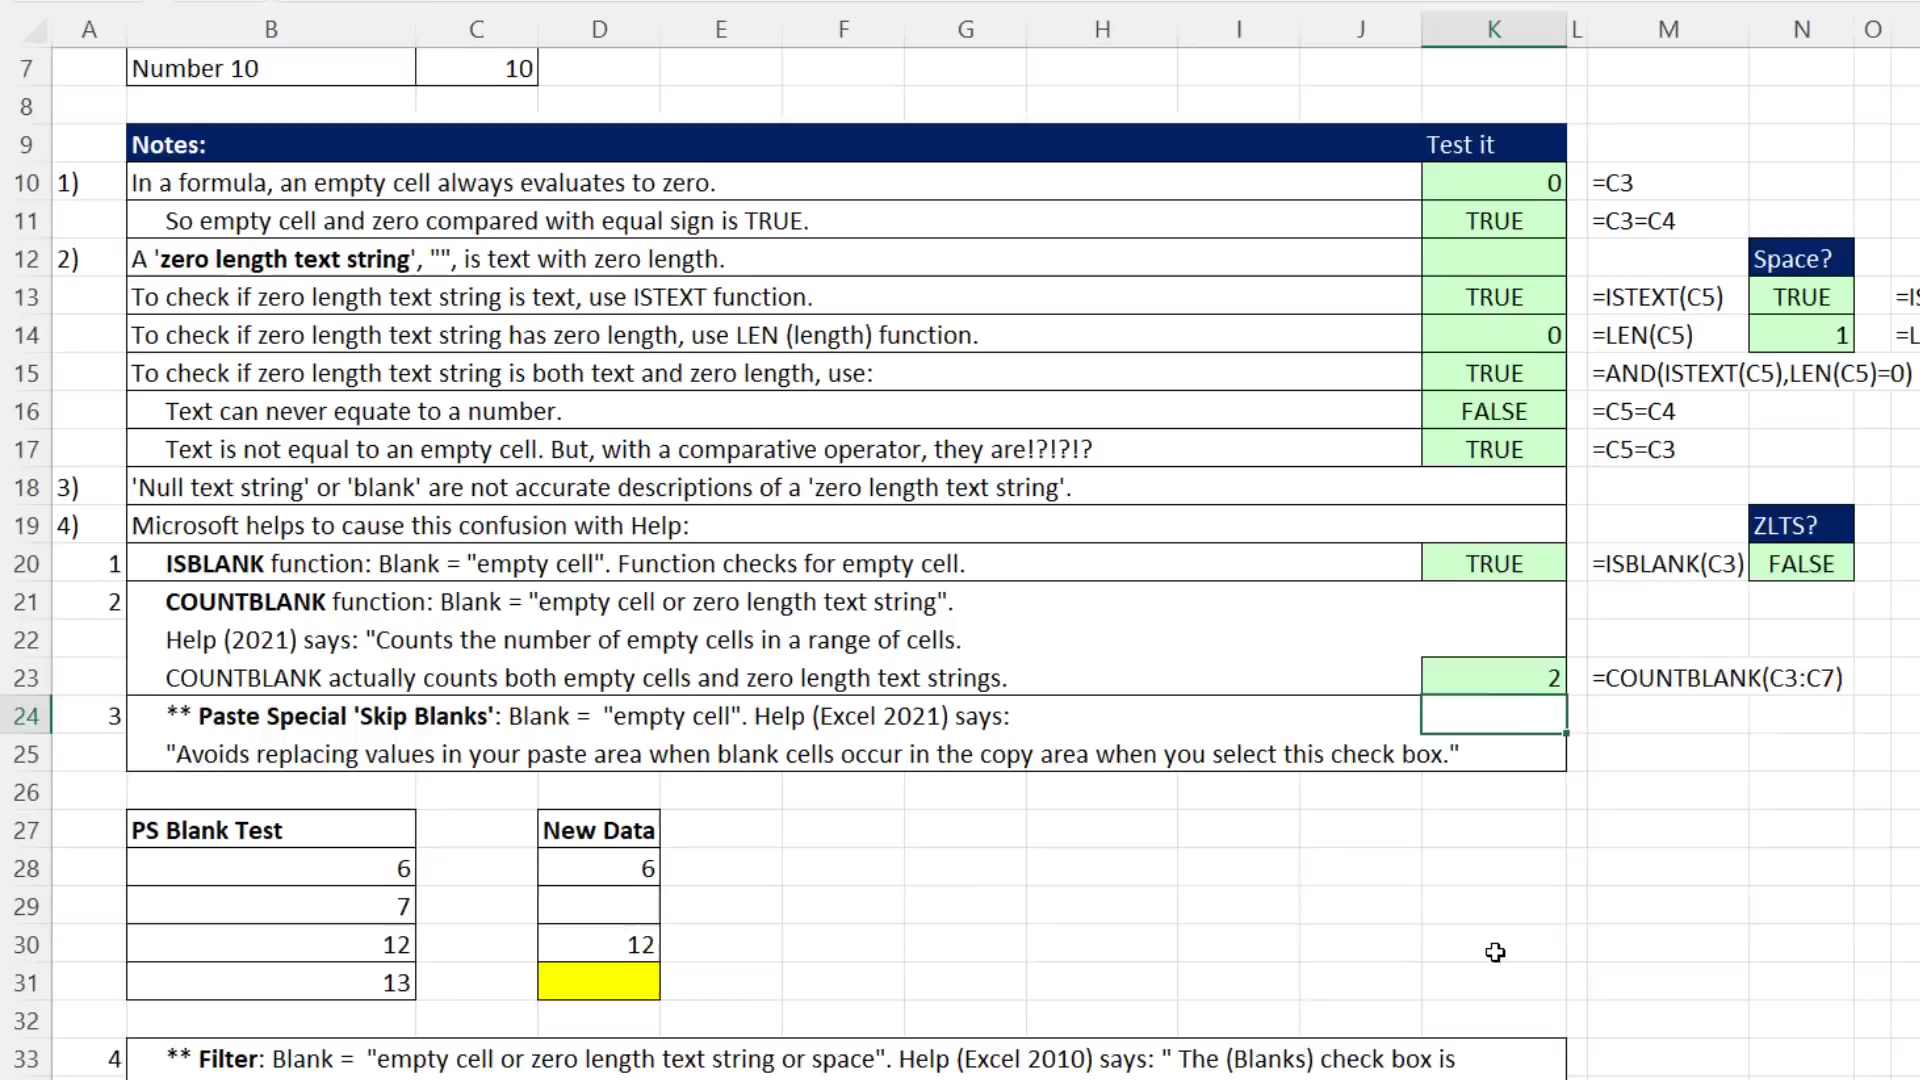 A B C D E F G H I J K L M N O
7 Number 10 10
8
9 Notes: Test it
10 1) In a formula, an empty cell always evaluates to zero. 0 =C3
11 So empty cell and zero compared with equal sign is TRUE. TRUE =C3=C4
12 2) A 'zero length text string', "", is text with zero length. Space?
13 To check if zero length text string is text, use ISTEXT function. TRUE =ISTEXT(C5) TRUE =IS
14 To check if zero length text string has zero length, use LEN (length) function. 0 =LEN(C5) 1 =L
15 To check if zero length text string is both text and zero length, use: TRUE =AND(ISTEXT(C5),LEN(C5)=0)
16 Text can never equate to a number. FALSE =C5=C4
17 Text is not equal to an empty cell. But, with a comparative operator, they are!?!?!? TRUE =C5=C3
18 3) 'Null text string' or 'blank' are not accurate descriptions of a 'zero length text string'.
19 4) Microsoft helps to cause this confusion with Help: ZLTS?
20 1 ISBLANK function: Blank = "empty cell". Function checks for empty cell. TRUE =ISBLANK(C3) FALSE
21 2 COUNTBLANK function: Blank = "empty cell or zero length text string".
22 Help (2021) says: "Counts the number of empty cells in a range of cells.
23 COUNTBLANK actually counts both empty cells and zero length text strings. 2 =COUNTBLANK(C3:C7)
24 3 ** Paste Special 'Skip Blanks': Blank = "empty cell". Help (Excel 2021) says:
25 "Avoids replacing values in your paste area when blank cells occur in the copy area when you select this check box."
26
27 PS Blank Test New Data
28 6 6
29 7
30 12 12
31 13
32
33 4 ** Filter: Blank = "empty cell or zero length text string or space". Help (Excel 2010) says: " The (Blanks) check box is